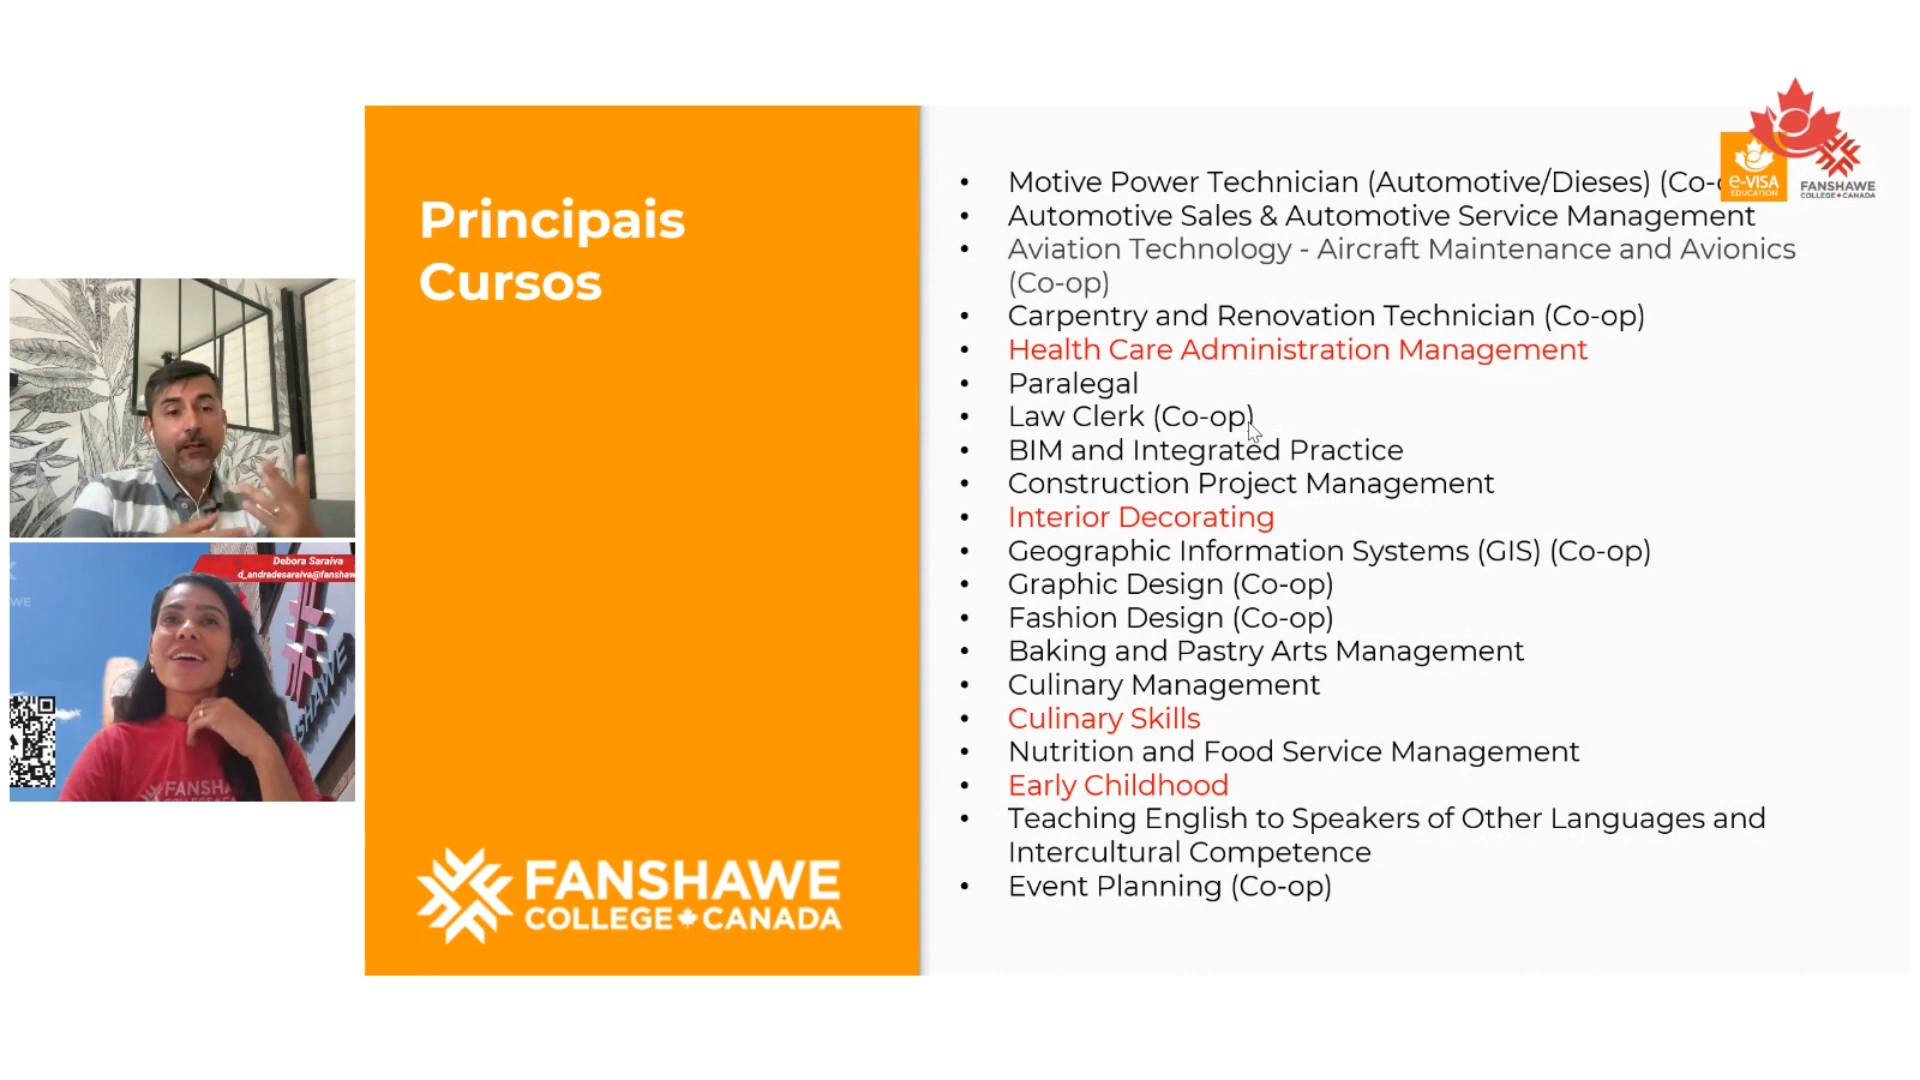 Principais
Cursos
FANSHAWE
COLLEGE CANADA
• Motive Power Technician (Automotive/Dieses)
• Automotive Sales & Automotive Service Management
• Aviation Technology - Aircraft Maintenance and Avionics
(Co-op)
• Carpentry and Renovation Technician (Co-op)
• Health Care Administration Management
• Paralegal
• Law Clerk (Co-op)
• BIM and Integrated Practice
• Construction Project Management
• Interior Decorating
• Geographic Information Systems (GIS) (Co-op)
• Graphic Design (Co-op)
• Fashion Design (Co-op)
• Baking and Pastry Arts Management
• Culinary Management
• Culinary Skills
• Nutrition and Food Service Management
• Early Childhood
• Teaching English to Speakers of Other Languages and
Intercultural Competence
• Event Planning (Co-op)
e-VISA
EDUCATION
FANSHAWE
COLLEGE CANADA
Debora Saraiva